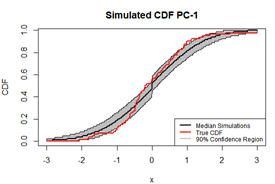 Simulated CDF PC-1
CDF
1.0
0.8
0.6
0.4
0.2
0.0
Median Simulations
True CDF
90% Confidence Region
-3 -2 -1 0 1 2 3
x